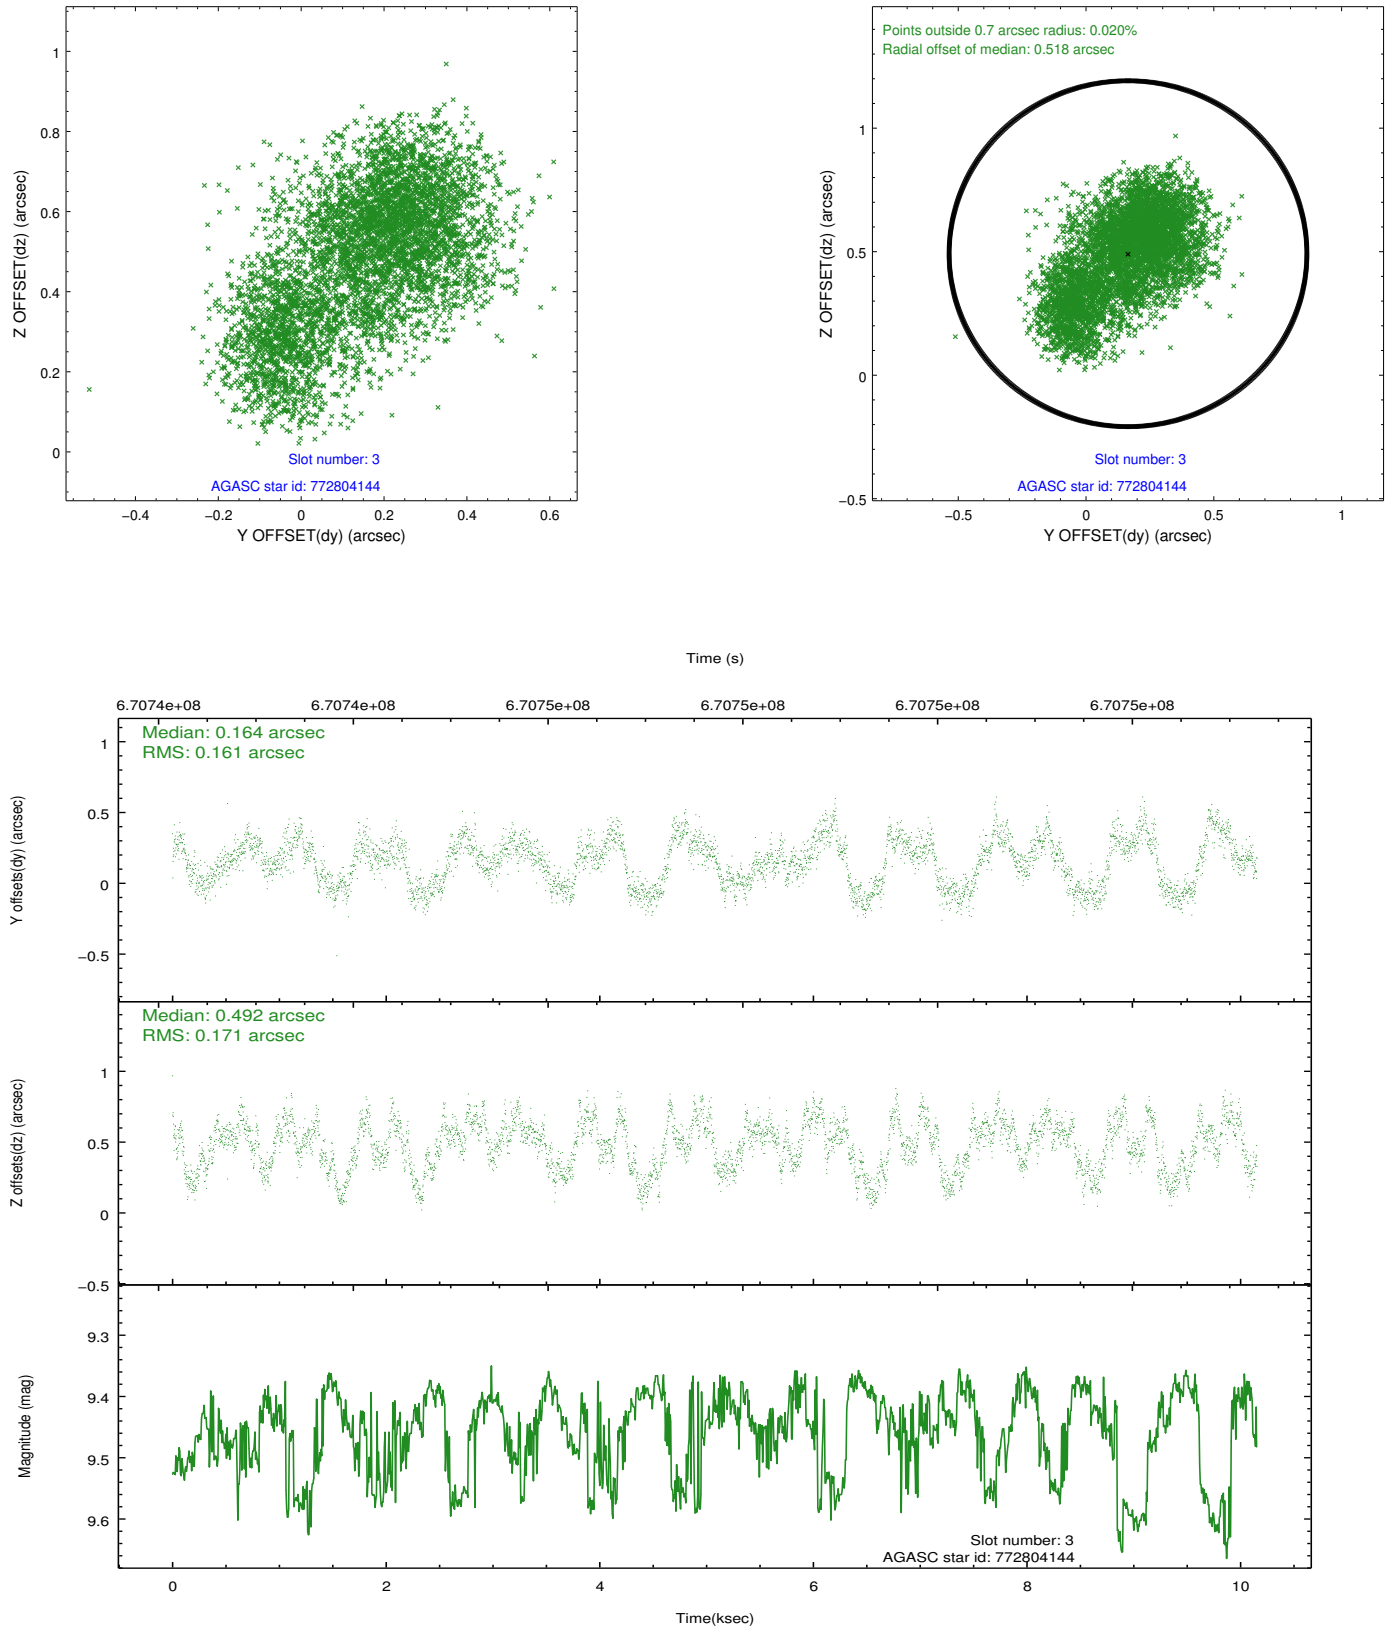 1
0.8
0.6
0.4
0.2
0
Z OFFSET(dz) (arcsec)
Slot number: 3
AGASC star id: 772804144
−0.4 −0.2 0 0.2 0.4 0.6
Y OFFSET(dy) (arcsec)
Points outside 0.7 arcsec radius: 0.020%
Radial offset of median: 0.518 arcsec
1
0.5
0
−0.5
Z OFFSET(dz) (arcsec)
Slot number: 3
AGASC star id: 772804144
−0.5 0 0.5 1
Y OFFSET(dy) (arcsec)
Time (s)
6.7074e+08 6.7074e+08 6.7075e+08 6.7075e+08 6.7075e+08 6.7075e+08
Median: 0.164 arcsec
RMS: 0.161 arcsec
1
0.5
0
−0.5
Y offsets(dy) (arcsec)
Median: 0.492 arcsec
RMS: 0.171 arcsec
1
0.5
0
−0.5
Z offsets(dz) (arcsec)
9.3
9.4
9.5
9.6
Magnitude (mag)
Slot number: 3
AGASC star id: 772804144
0 2 4 6 8 10
Time(ksec)